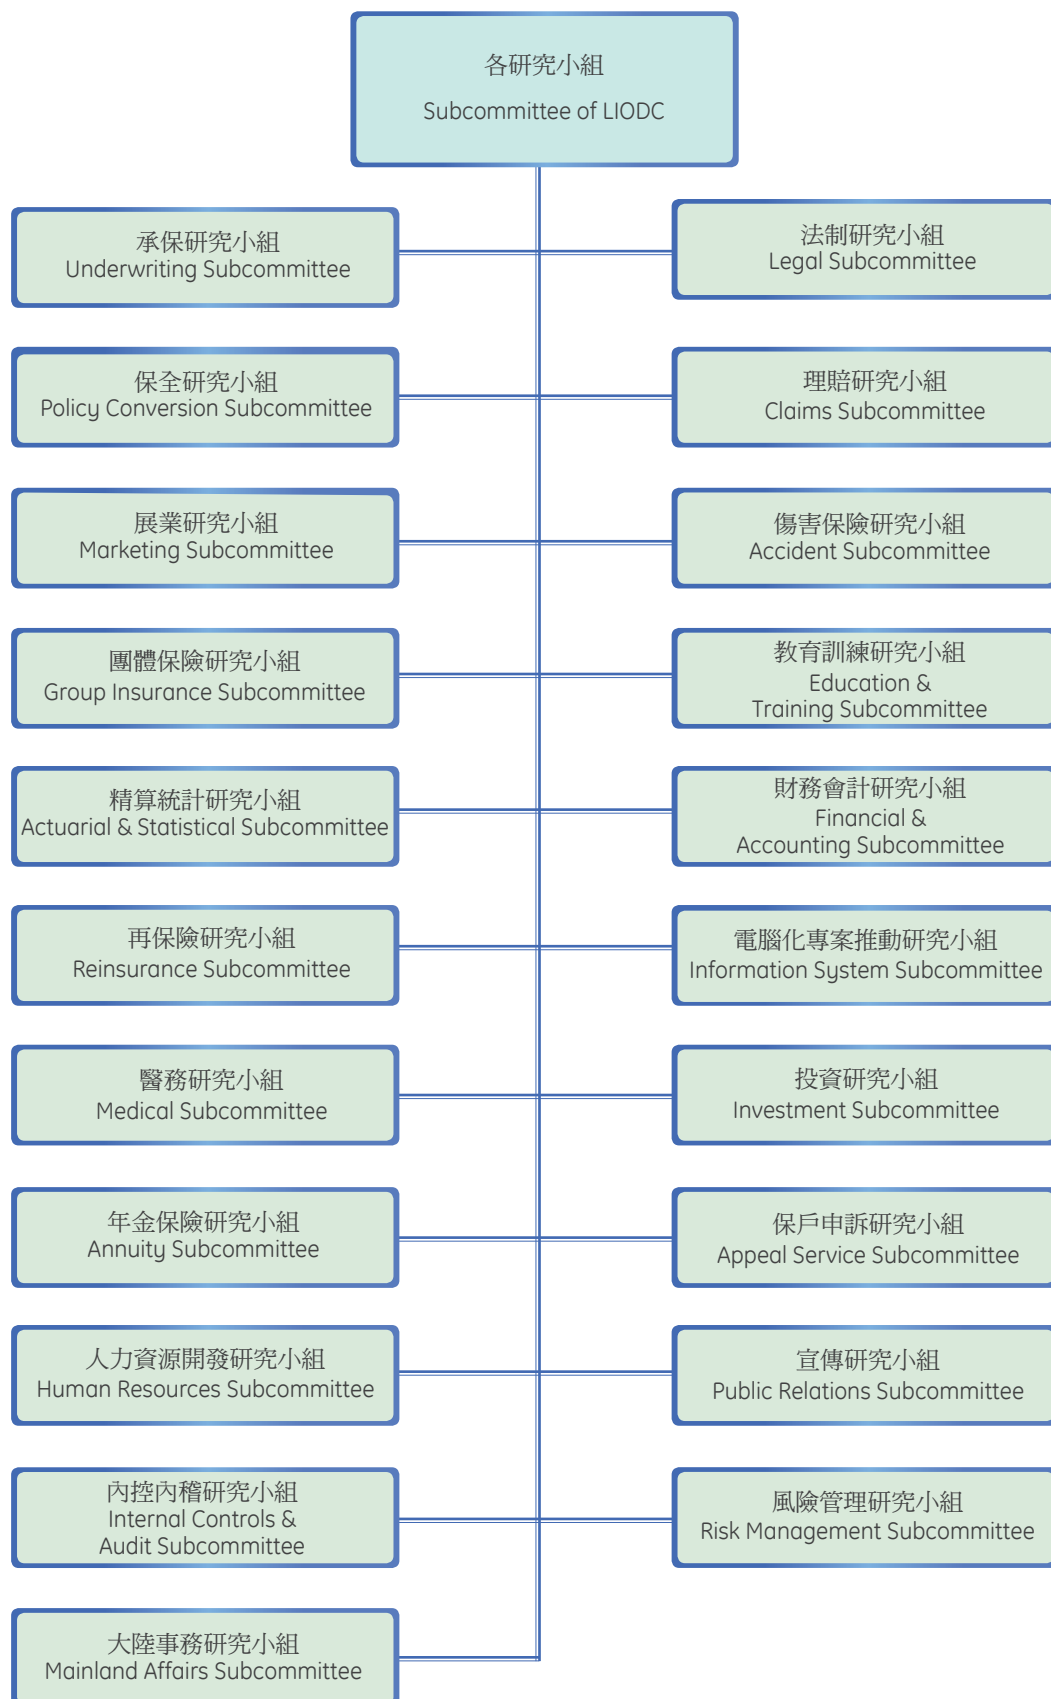 各研究小組
Subcommittee of LIODC
承保研究小組
Underwriting Subcommittee
法制研究小組
Legal Subcommittee
保全研究小組
Policy Conversion Subcommittee
理賠研究小組
Claims Subcommittee
展業研究小組
Marketing Subcommittee
傷害保險研究小組
Accident Subcommittee
團體保險研究小組
Group Insurance Subcommittee
教育訓練研究小組
Education &
Training Subcommittee
精算統計研究小組
Actuarial & Statistical Subcommittee
財務會計研究小組
Financial &
Accounting Subcommittee
再保險研究小組
Reinsurance Subcommittee
電腦化專案推動研究小組
Information System Subcommittee
醫務研究小組
Medical Subcommittee
投資研究小組
Investment Subcommittee
年金保險研究小組
Annuity Subcommittee
保戶申訴研究小組
Appeal Service Subcommittee
人力資源開發研究小組
Human Resources Subcommittee
宣傳研究小組
Public Relations Subcommittee
內控內稽研究小組
Internal Controls &
Audit Subcommittee
風險管理研究小組
Risk Management Subcommittee
大陸事務研究小組
Mainland Affairs Subcommittee